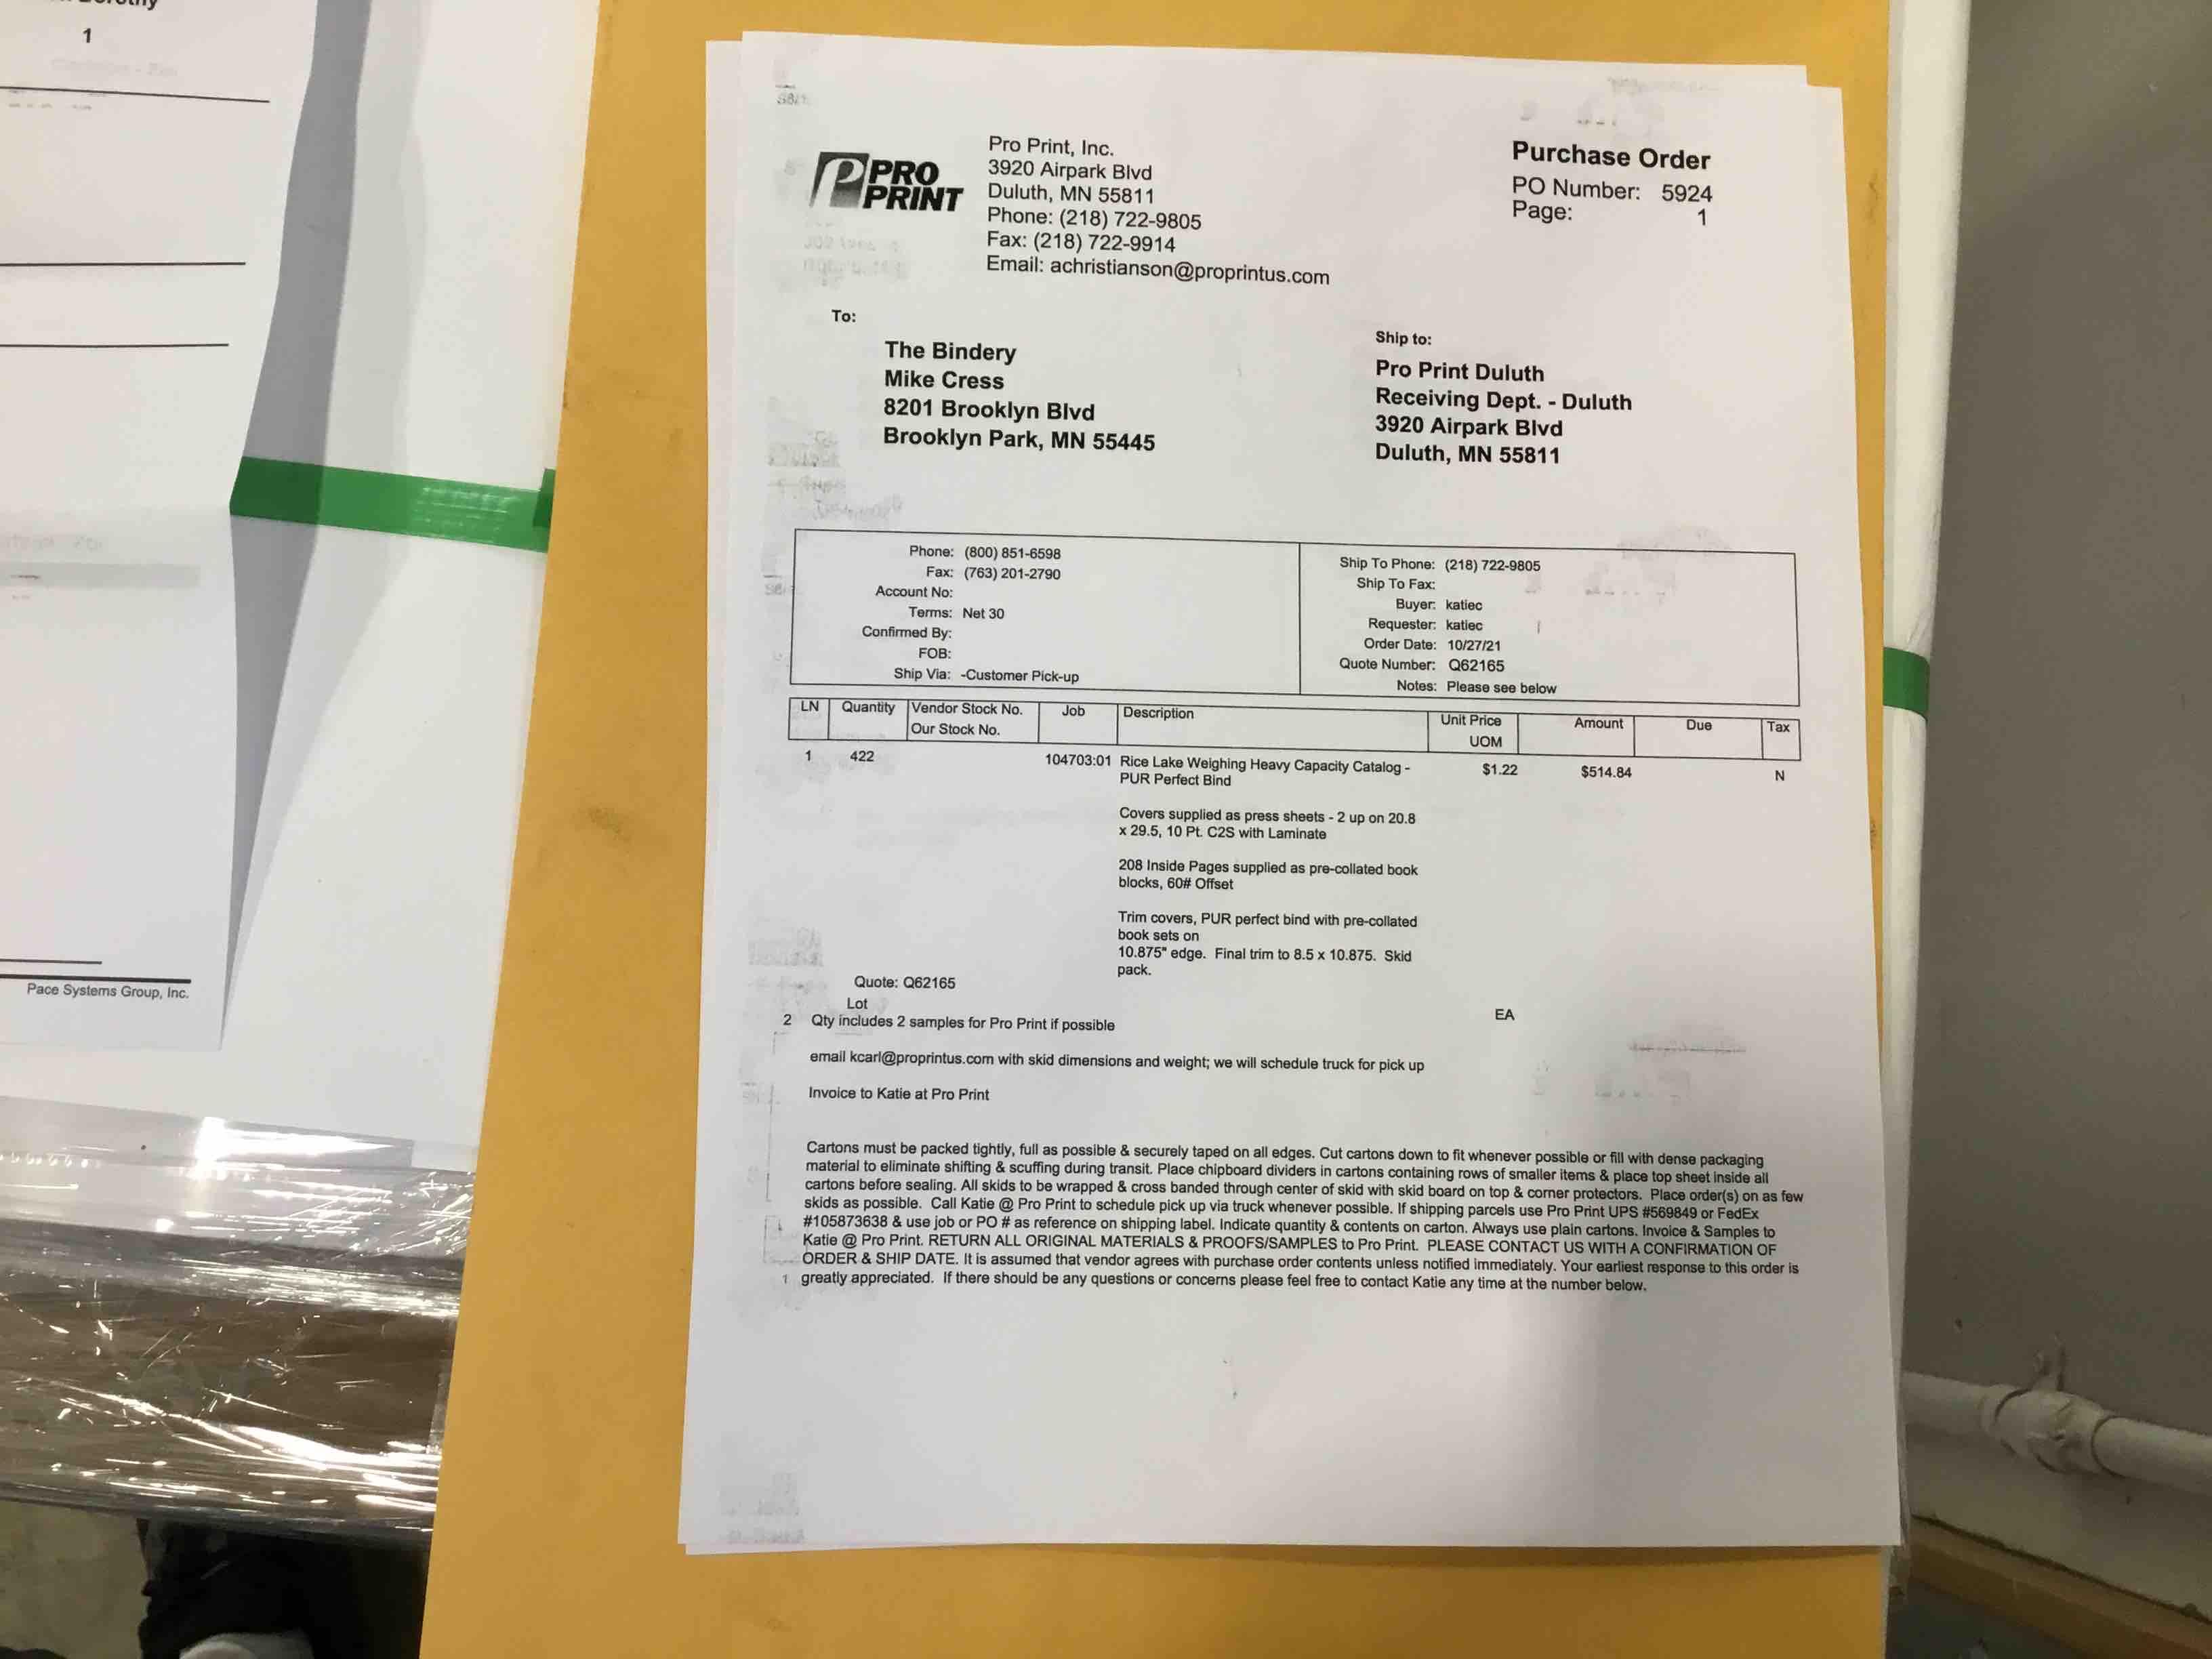 1
Pace Systems Group, Inc.
PRO
PRINT
Pro Print, Inc.
3920 Airpark Blvd
Duluth, MN 55811
Phone: (218) 722-9805
Fax: (218) 722-9914
Email: achristianson@proprintus.com
Purchase Order
PO Number: 5924
Page: 1
To:
The Bindery
Mike Cress
8201 Brooklyn Blvd
Brooklyn Park, MN 55445
Ship to:
Pro Print Duluth
Receiving Dept. - Duluth
3920 Airpark Blvd
Duluth, MN 55811
Phone: (800) 851-6598
Fax: (763) 201-2790
Account No:
Terms: Net 30
Confirmed By:
FOB:
Ship Via: -Customer Pick-up
Ship To Phone: (218) 722-9805
Ship To Fax:
Buyer: katiec
Requester: katiec
Order Date: 10/27/21
Quote Number: Q62165
Notes: Please see below
LN Quantity Vendor Stock No. Job Description Unit Price Amount Due Tax
Our Stock No. UOM
1 422 104703:01 Rice Lake Weighing Heavy Capacity Catalog - $1.22 $514.84 N
PUR Perfect Bind
Covers supplied as press sheets - 2 up on 20.8
x 29.5, 10 Pt. C2S with Laminate
208 Inside Pages supplied as pre-collated book
blocks, 60# Offset
Trim covers, PUR perfect bind with pre-collated
book sets on
10.875" edge. Final trim to 8.5 x 10.875. Skid
pack.
Quote: Q62165
Lot
2 Qty includes 2 samples for Pro Print if possible EA
email kcarl@proprintus.com with skid dimensions and weight; we will schedule truck for pick up
Invoice to Katie at Pro Print
Cartons must be packed tightly, full as possible & securely taped on all edges. Cut cartons down to fit whenever possible or fill with dense packaging
material to eliminate shifting & scuffing during transit. Place chipboard dividers in cartons containing rows of smaller items & place top sheet inside all
cartons before sealing. All skids to be wrapped & cross banded through center of skid with skid board on top & corner protectors. Place order(s) on as few
skids as possible. Call Katie @ Pro Print to schedule pick up via truck whenever possible. If shipping parcels use Pro Print UPS #569849 or FedEx
#105873638 & use job or PO # as reference on shipping label. Indicate quantity & contents on carton. Always use plain cartons. Invoice & Samples to
Katie @ Pro Print. RETURN ALL ORIGINAL MATERIALS & PROOFS/SAMPLES to Pro Print. PLEASE CONTACT US WITH A CONFIRMATION OF
ORDER & SHIP DATE. It is assumed that vendor agrees with purchase order contents unless notified immediately. Your earliest response to this order is
greatly appreciated. If there should be any questions or concerns please feel free to contact Katie any time at the number below.